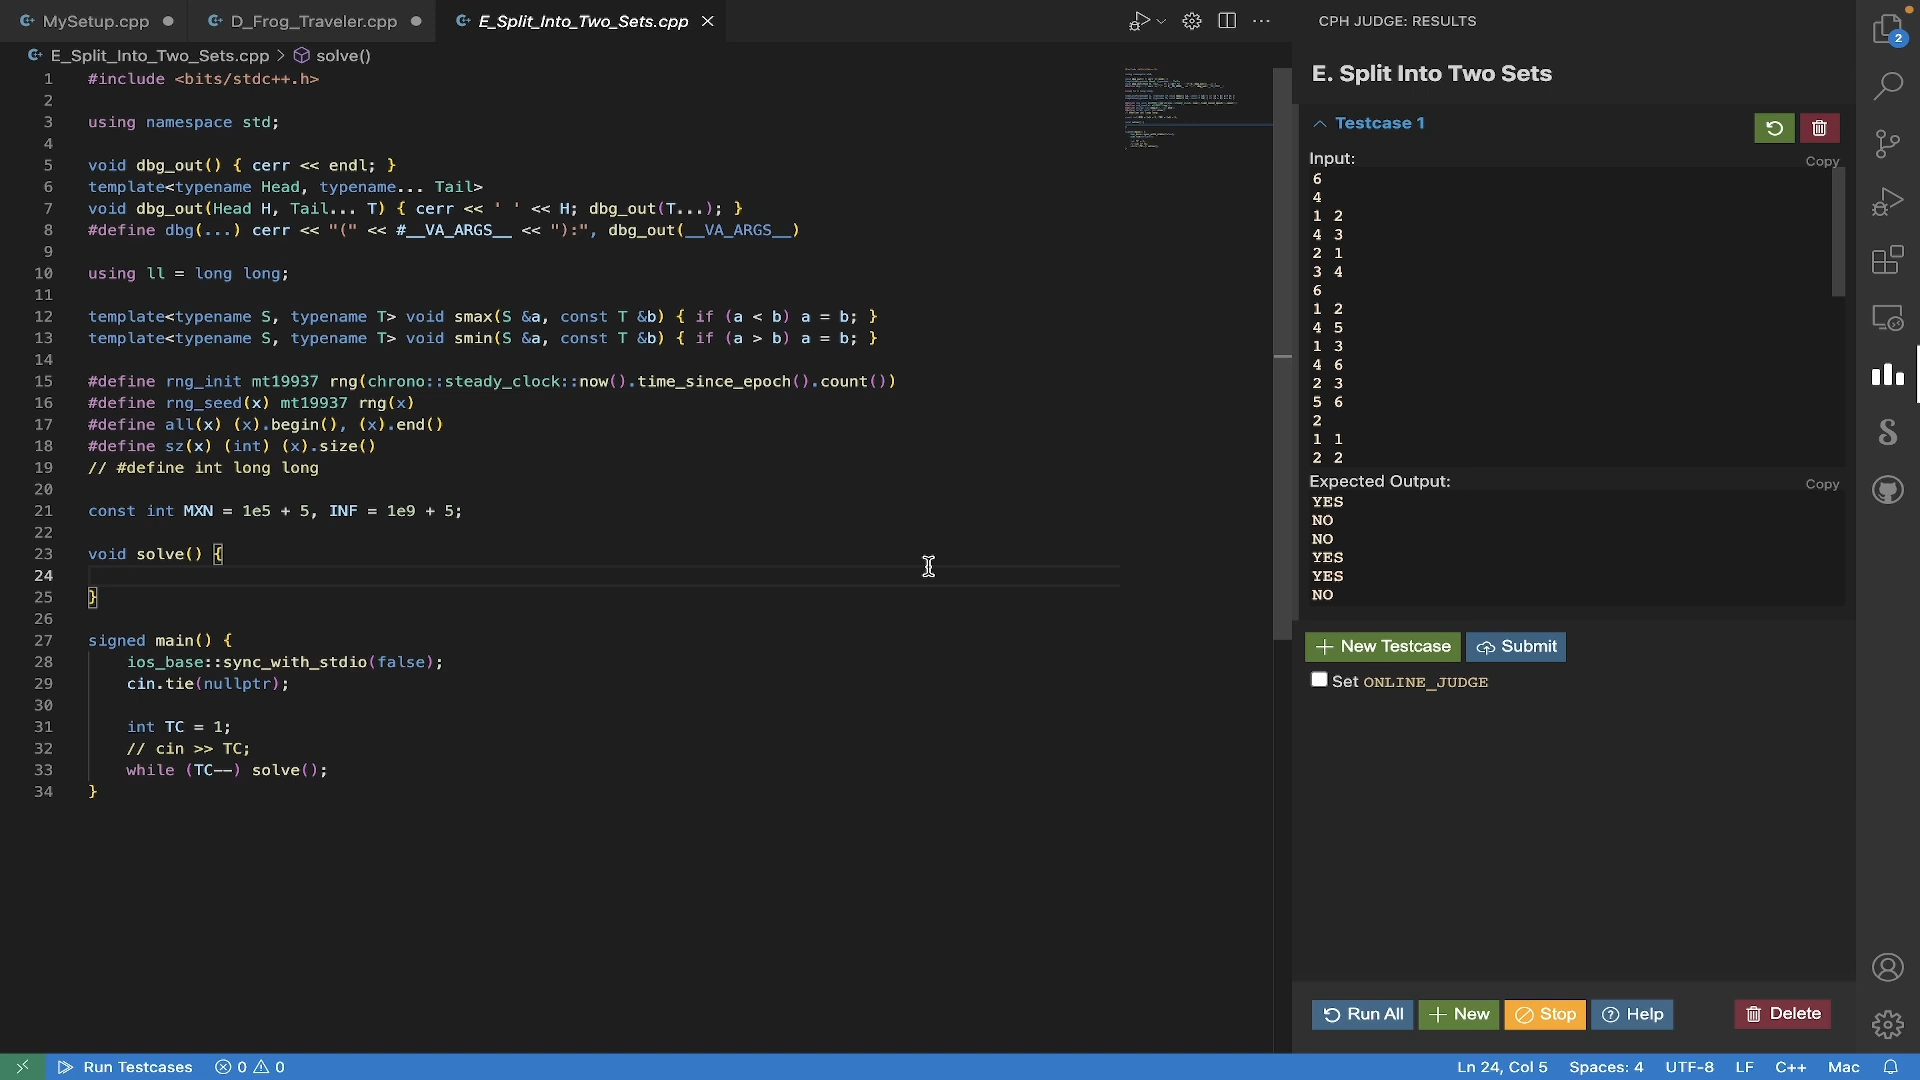 MySetup.cpp
D_Frog_Traveler.cpp
E_Split_Into_Two_Sets.cpp
E_Split_Into_Two_Sets.cpp > solve()
1 #include <bits/stdc++.h>
2
3 using namespace std;
4
5 void dbg_out() { cerr << endl; }
6 template<typename Head, typename... Tail>
7 void dbg_out(Head H, Tail... T) { cerr << ' ' << H; dbg_out(T...); }
8 #define dbg(...) cerr << "(" << #__VA_ARGS__ << "):", dbg_out(__VA_ARGS__)
9
10 using ll = long long;
11
12 template<typename S, typename T> void smax(S &a, const T &b) { if (a < b) a = b; }
13 template<typename S, typename T> void smin(S &a, const T &b) { if (a > b) a = b; }
14
15 #define rng_init mt19937 rng(chrono::steady_clock::now().time_since_epoch().count())
16 #define rng_seed(x) mt19937 rng(x)
17 #define all(x) (x).begin(), (x).end()
18 #define sz(x) (int) (x).size()
19 // #define int long long
20
21 const int MXN = 1e5 + 5, INF = 1e9 + 5;
22
23 void solve() {
24
25 }
26
27 signed main() {
28 ios_base::sync_with_stdio(false);
29 cin.tie(nullptr);
30
31 int TC = 1;
32 // cin >> TC;
33 while (TC--) solve();
34 }
CPH JUDGE: RESULTS
E. Split Into Two Sets
Testcase 1
Input:
Copy
6
4
1 2
4 3
2 1
3 4
6
1 2
4 5
1 3
4 6
2 3
5 6
2
1 1
2 2
Expected Output:
Copy
YES
NO
NO
YES
YES
NO
New Testcase
Submit
Set ONLINE_JUDGE
Run All
New
Stop
Help
Delete
2
Run Testcases
0
0
Ln 24, Col 5
Spaces: 4
UTF-8
LF
C++
Mac